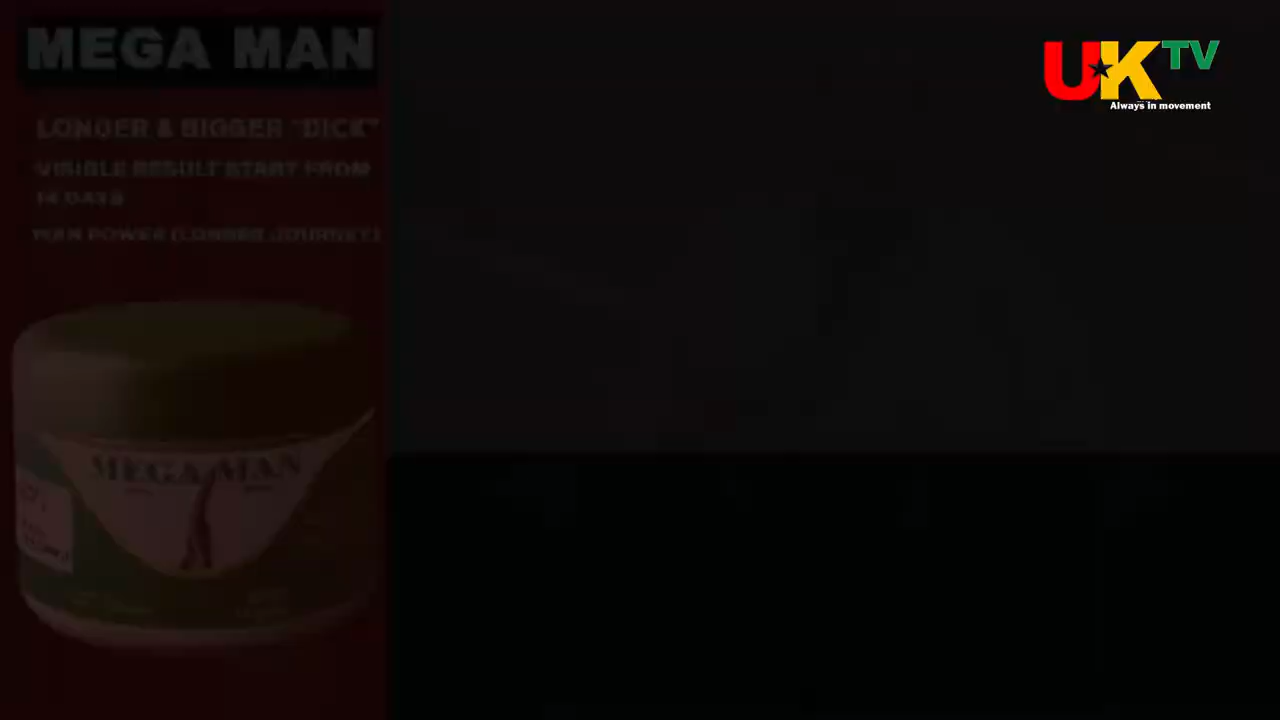 MEGA MAN
LONGER & BIGGER "DICK"
VISIBLE RESULT START FROM
14 DAYS
MAN POWER (LONGER JOURNEY)
MEGA MAN
UKTV
Always in movement